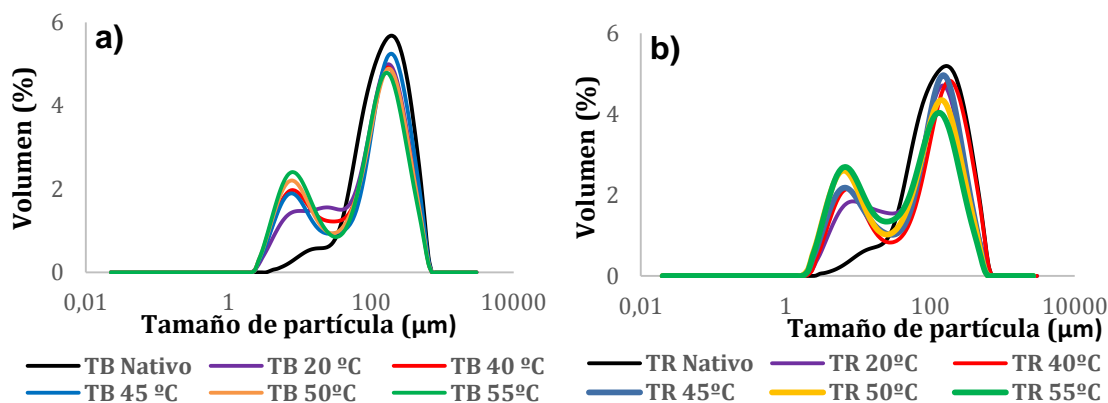 a)
Volumen (%)
6
4
2
0
0,01
1
100
10000
Tamaño de partícula (µm)
TB Nativo
TB 20 ºC
TB 40 ºC
TB 45 ºC
TB 50ºC
TB 55ºC
b)
Volumen (%)
6
4
2
0
0,01
1
100
10000
Tamaño de partícula (µm)
TR Nativo
TR 20ºC
TR 40ºC
TR 45ºC
TR 50ºC
TR 55ºC